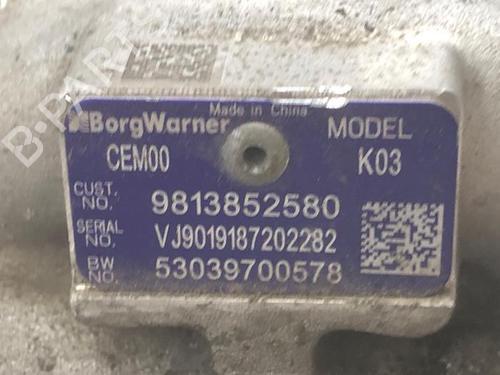 B-PARTS
Made in China
BorgWarner
MODEL
CEM00
K03
CUST. NO. 9813852580
SERIAL NO. VJ9019187202282
BW NO. 53039700578